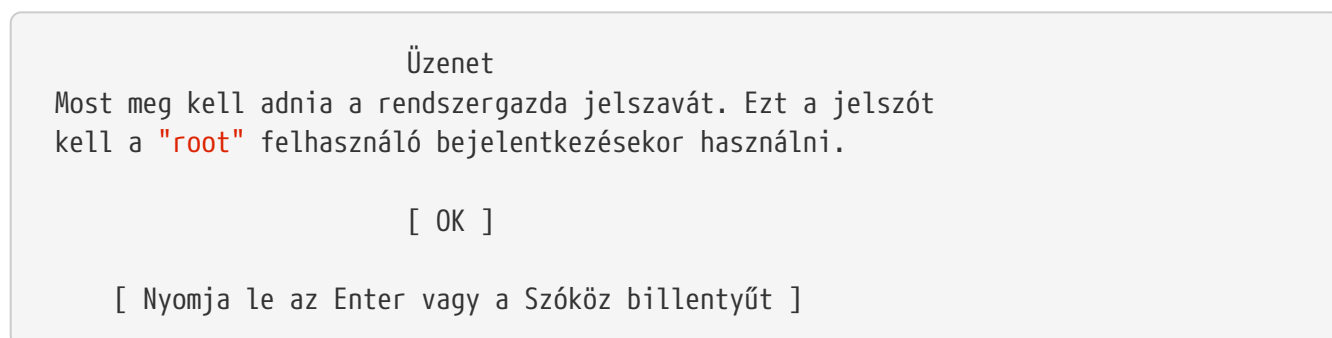 Üzenet
Most meg kell adnia a rendszergazda jelszavát. Ezt a jelszót
kell a "root" felhasználó bejelentkezésekor használni.
[ OK ]
[ Nyomja le az Enter vagy a Szóköz billentyűt ]